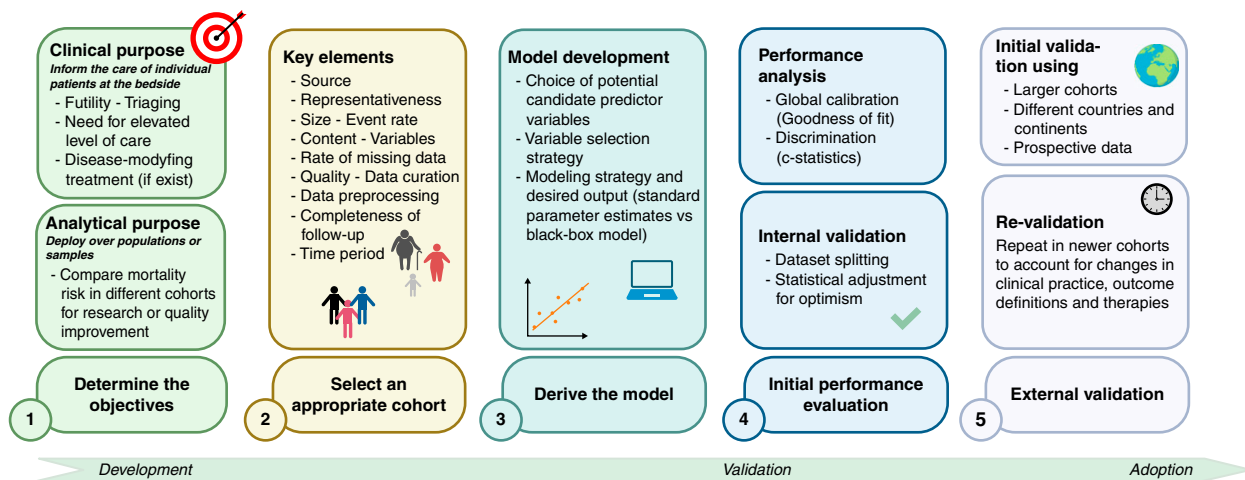 Clinical purpose
Inform the care of individual
patients at the bedside
- Futility - Triaging
- Need for elevated
level of care
- Disease-modyfing
treatment (if exist)
Analytical purpose
Deploy over populations or
samples
- Compare mortality
risk in different cohorts
for research or quality
improvement
Determine the
objectives
1
Key elements
- Source
- Representativeness
- Size - Event rate
- Content - Variables
- Rate of missing data
- Quality - Data curation
- Data preprocessing
- Completeness of
follow-up
- Time period
Select an
appropriate cohort
2
Model development
- Choice of potential
candidate predictor
variables
- Variable selection
strategy
- Modeling strategy and
desired output (standard
parameter estimates vs
black-box model)
Derive the model
3
Performance
analysis
- Global calibration
(Goodness of fit)
- Discrimination
(c-statistics)
Internal validation
- Dataset splitting
- Statistical adjustment
for optimism
Initial performance
evaluation
4
Initial valida-
tion using
- Larger cohorts
- Different countries and
continents
- Prospective data
Re-validation
Repeat in newer cohorts
to account for changes in
clinical practice, outcome
definitions and therapies
External validation
5
Development
Validation
Adoption